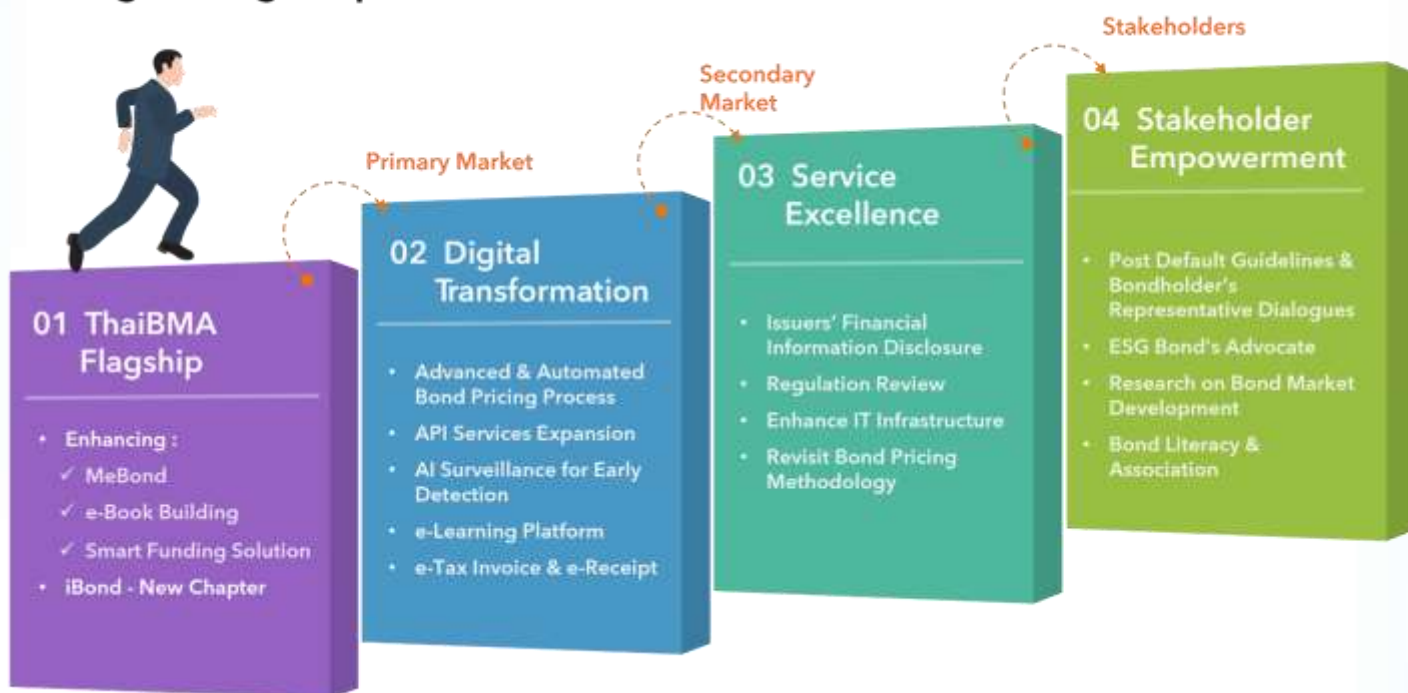 Primary Market
Secondary
Market
Stakeholders
01 ThaiBMA
Flagship
• Enhancing :
✓ MeBond
✓ e-Book Building
✓ Smart Funding Solution
• iBond - New Chapter
02 Digital
Transformation
• Advanced & Automated
Bond Pricing Process
• API Services Expansion
• AI Surveillance for Early
Detection
• e-Learning Platform
• e-Tax Invoice & e-Receipt
03 Service
Excellence
• Issuers' Financial
Information Disclosure
• Regulation Review
• Enhance IT Infrastructure
• Revisit Bond Pricing
Methodology
04 Stakeholder
Empowerment
• Post Default Guidelines &
Bondholder's
Representative Dialogues
• ESG Bond's Advocate
• Research on Bond Market
Development
• Bond Literacy &
Association